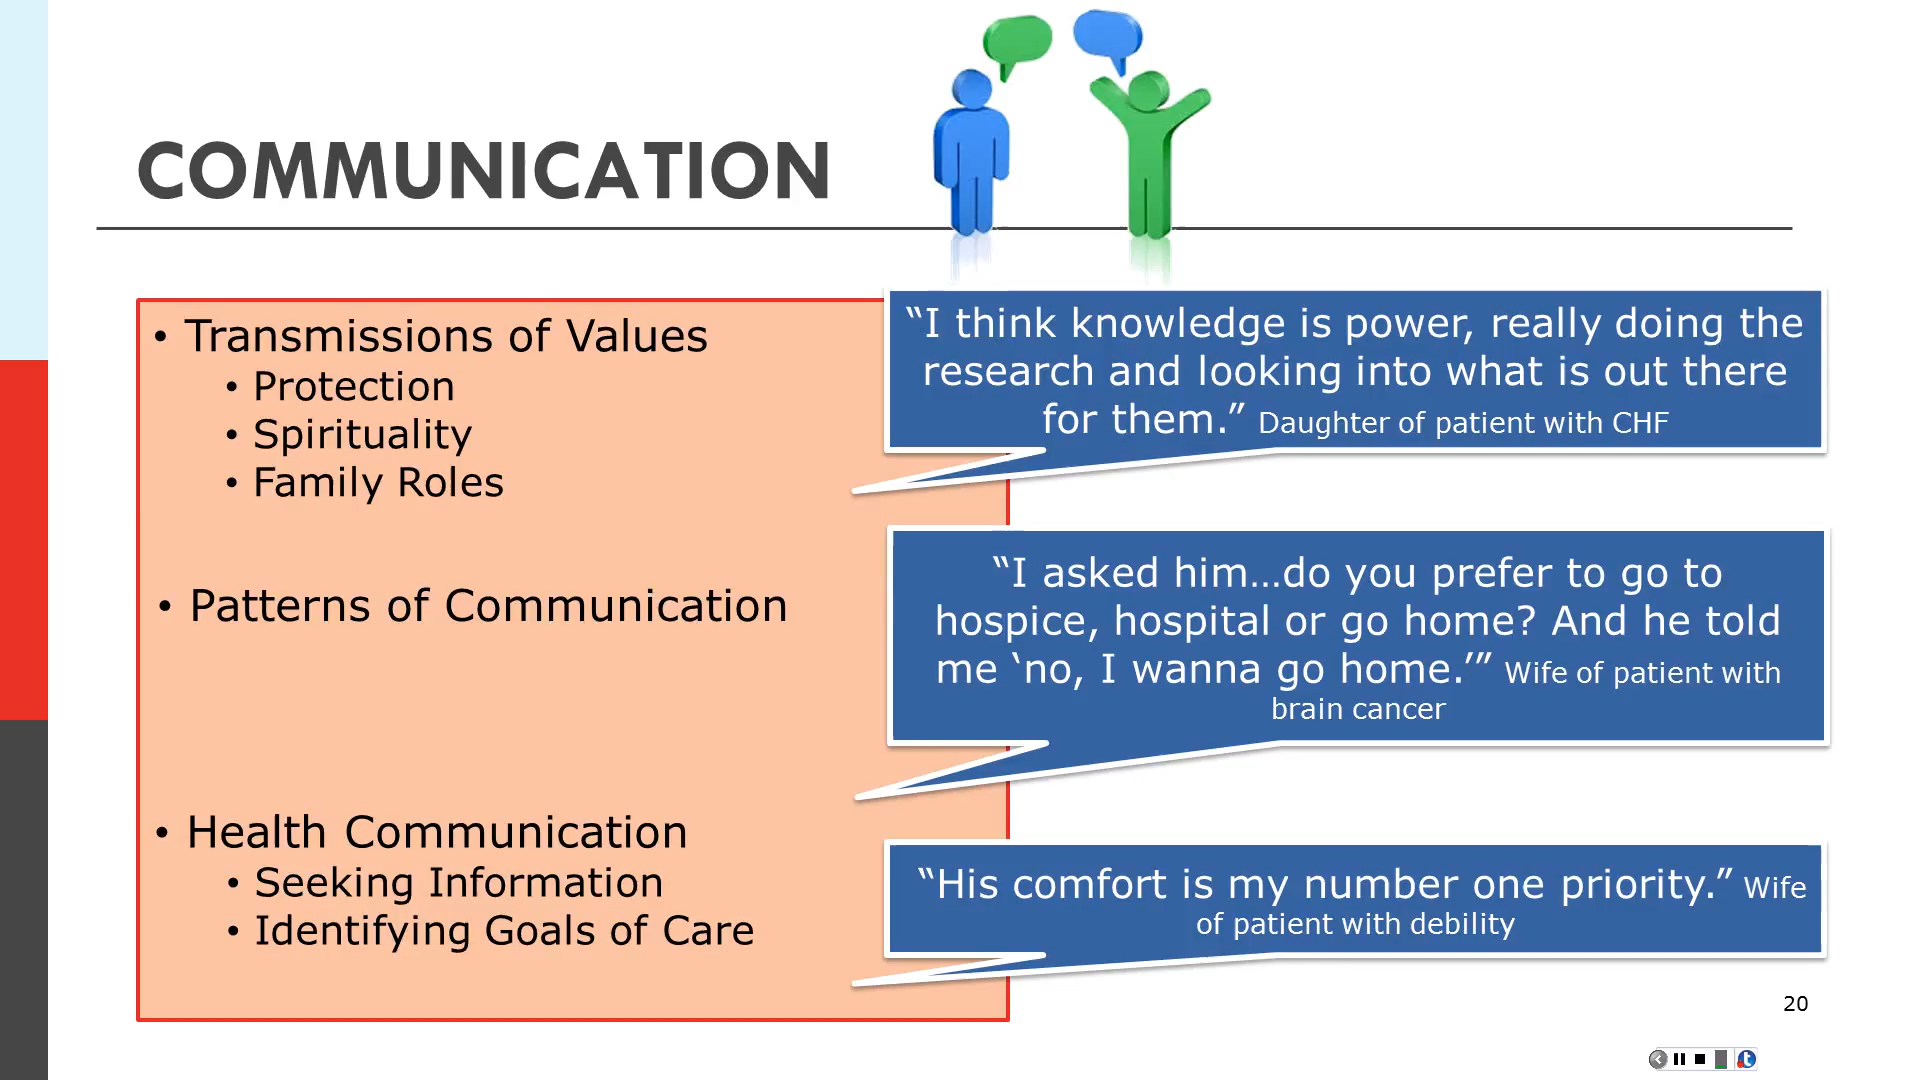 COMMUNICATION
• Transmissions of Values
• Protection
• Spirituality
• Family Roles
• Patterns of Communication
• Health Communication
• Seeking Information
• Identifying Goals of Care
“I think knowledge is power, really doing the
research and looking into what is out there
for them.” Daughter of patient with CHF
“I asked him…do you prefer to go to
hospice, hospital or go home? And he told
me ‘no, I wanna go home.’” Wife of patient with
brain cancer
“His comfort is my number one priority.” Wife
of patient with debility
20
t